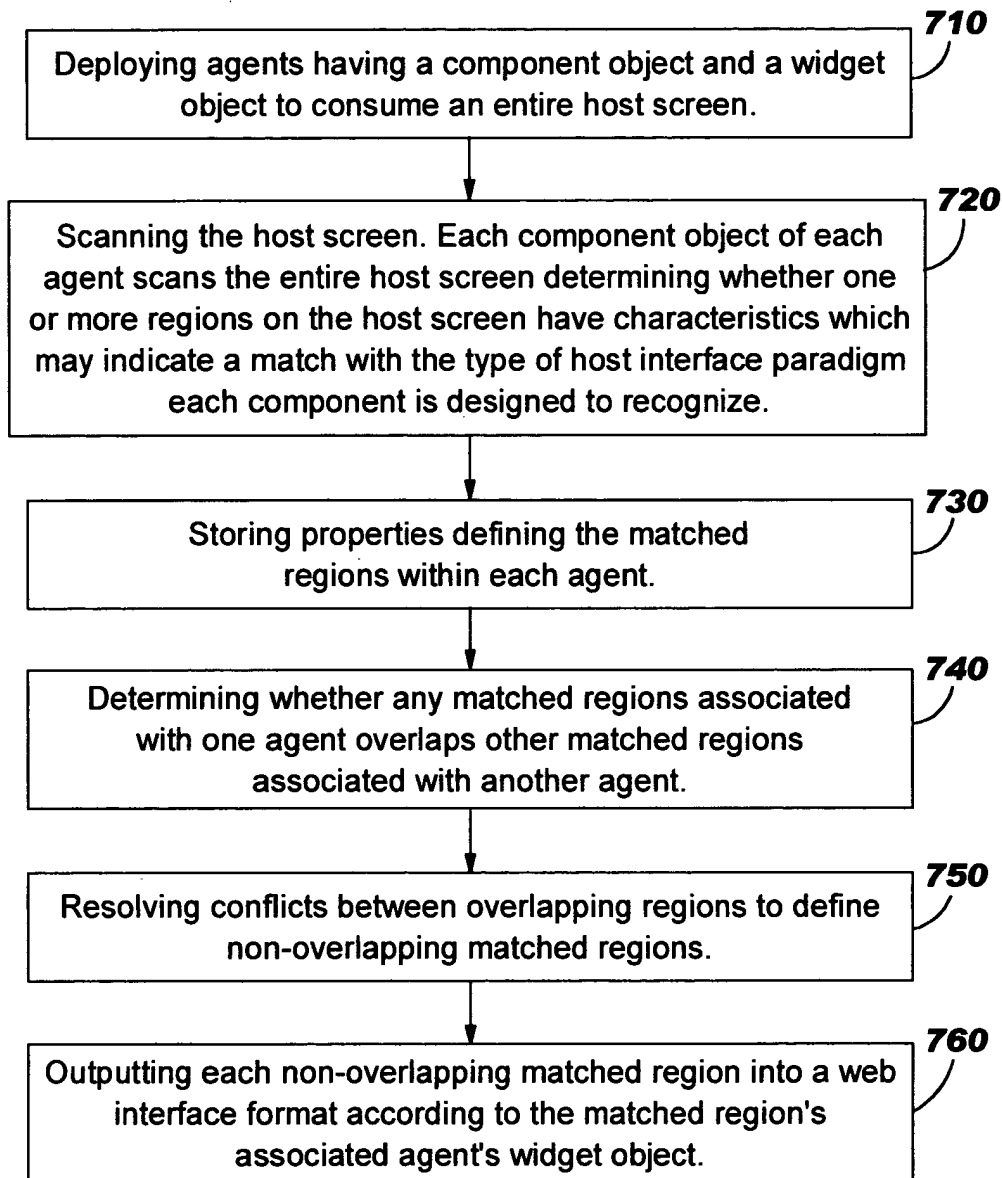 710
Deploying agents having a component object and a widget
object to consume an entire host screen.
720
Scanning the host screen. Each component object of each
agent scans the entire host screen determining whether one
or more regions on the host screen have characteristics which
may indicate a match with the type of host interface paradigm
each component is designed to recognize.
730
Storing properties defining the matched
regions within each agent.
740
Determining whether any matched regions associated
with one agent overlaps other matched regions
associated with another agent.
750
Resolving conflicts between overlapping regions to define
non-overlapping matched regions.
760
Outputting each non-overlapping matched region into a web
interface format according to the matched region's
associated agent's widget object.